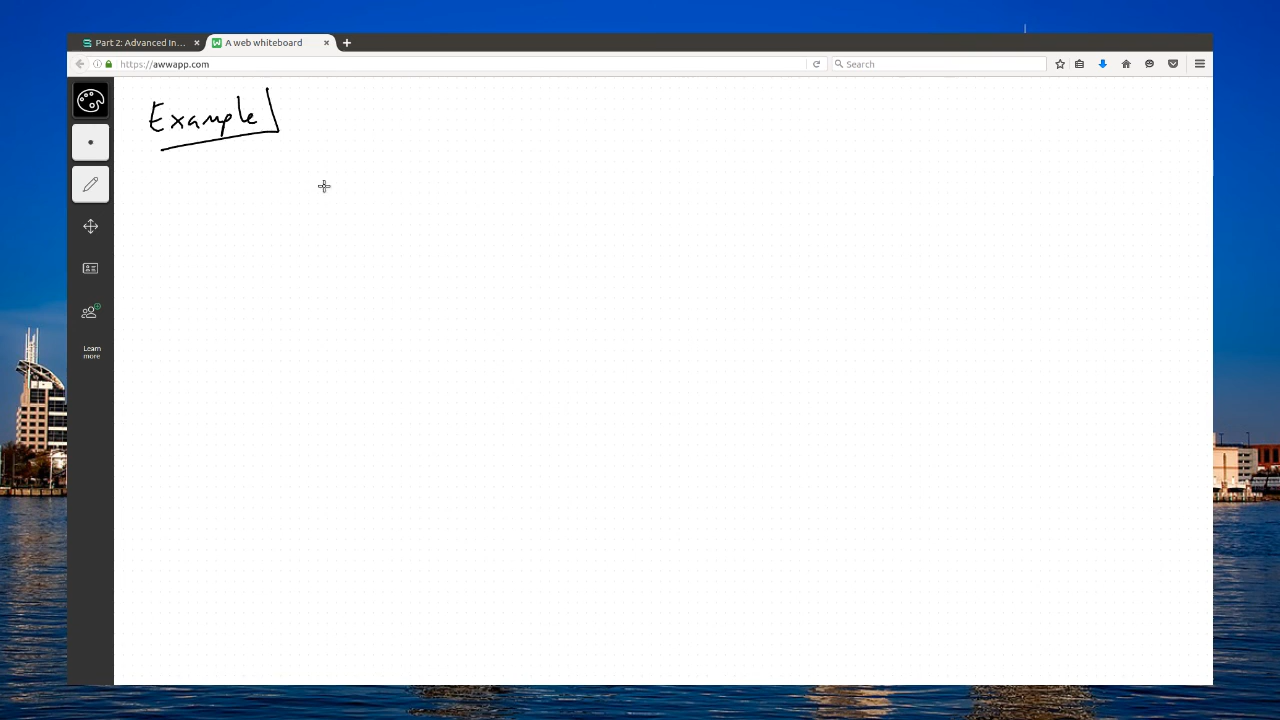 Part 2: Advanced In...
A web whiteboard
https://awwapp.com
Search
Example
Learn
more